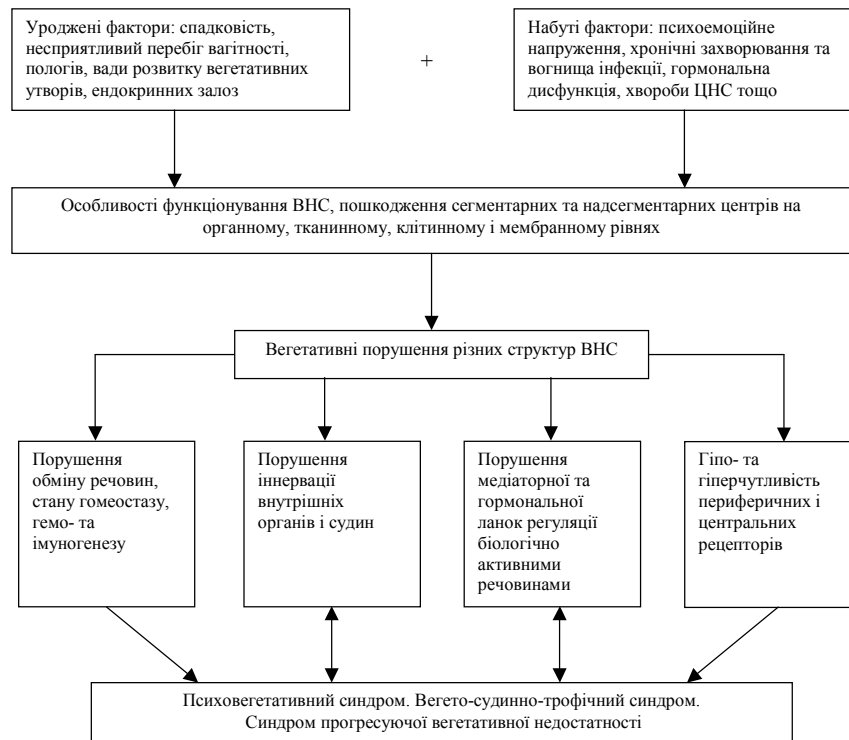 Уроджені фактори: спадковість,
несприятливий перебіг вагітності,
пологів, вади розвитку вегетативних
утворів, ендокринних залоз
+
Набуті фактори: психоемоційне
напруження, хронічні захворювання та
вогнища інфекції, гормональна
дисфункція, хвороби ЦНС тощо
Особливості функціонування ВНС, пошкодження сегментарних та надсегментарних центрів на
органному, тканинному, клітинному і мембранному рівнях
Вегетативні порушення різних структур ВНС
Порушення
обміну речовин,
стану гомеостазу,
гемо- та
імуногенезу
Порушення
іннервації
внутрішніх
органів і судин
Порушення
медіаторної та
гормональної
ланок регуляції
біологічно
активними
речовинами
Гіпо- та
гіперчутливість
периферичних і
центральних
рецепторів
Психовегетативний синдром. Вегето-судинно-трофічний синдром.
Синдром прогресуючої вегетативної недостатності